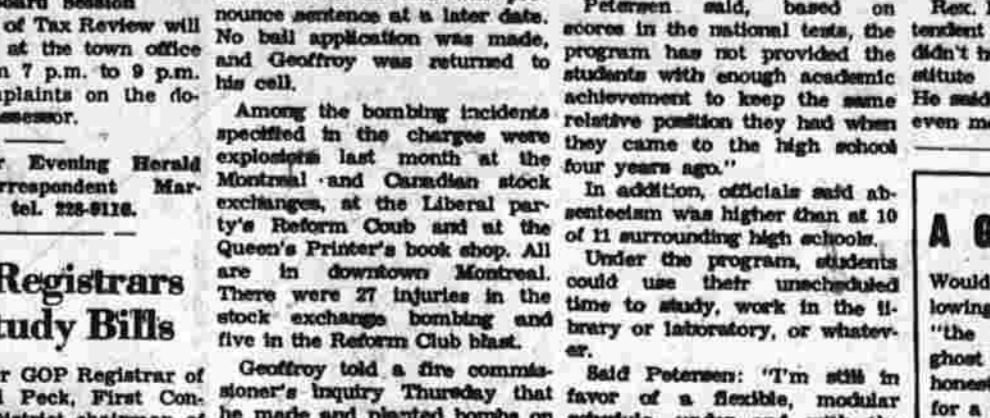 of Tax Review will
at the town office
7 p.m. to 9 p.m.
plaints on the do-
Evening Herald
Mar-
tel. 228-9116.
Registrars
tudy Bills
GOP Registrar of
Peck, First Con-
nounce sentence at a later date.
No bail application was made,
and Geoffroy was returned to
his cell.
Among the bombing incidents
specified in the charges were
explosions last month at the
Montreal and Canadian stock
exchanges, at the Liberal par-
ty's Reform Coub and at the
Queen's Printer's book shop. All
are in downtown Montreal.
There were 27 injuries in the
stock exchange bombing and
five in the Reform Club blast.
Geoffroy told a fire commis-
sioner's inquiry Thursday that
he made and planted bombs on
Petersen said, based on
scores in the national tests, the
program has not provided the
students with enough academic
achievement to keep the same
relative position they had when
they came to the high school
four years ago."
In addition, officials said ab-
senteeism was higher than at 10
of 11 surrounding high schools.
Under the program, students
could use their unscheduled
time to study, work in the li-
brary or laboratory, or whatev-
er.
Said Petersen: "I'm still in
favor of a flexible, modular
Rex.
tendent
didn't
stitute
He said
even
A
Would
lowing
"the
ghost
honest
for a